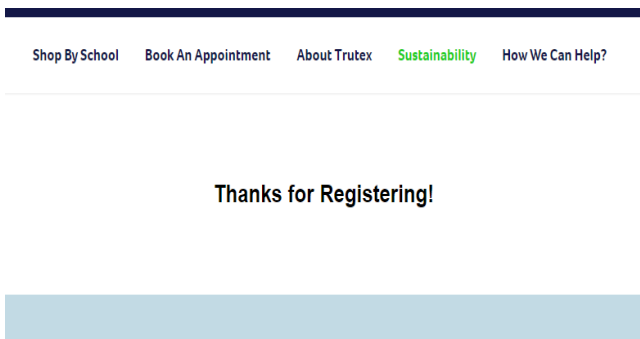 Shop By School Book An Appointment About Trutex Sustainability How We Can Help?
Thanks for Registering!